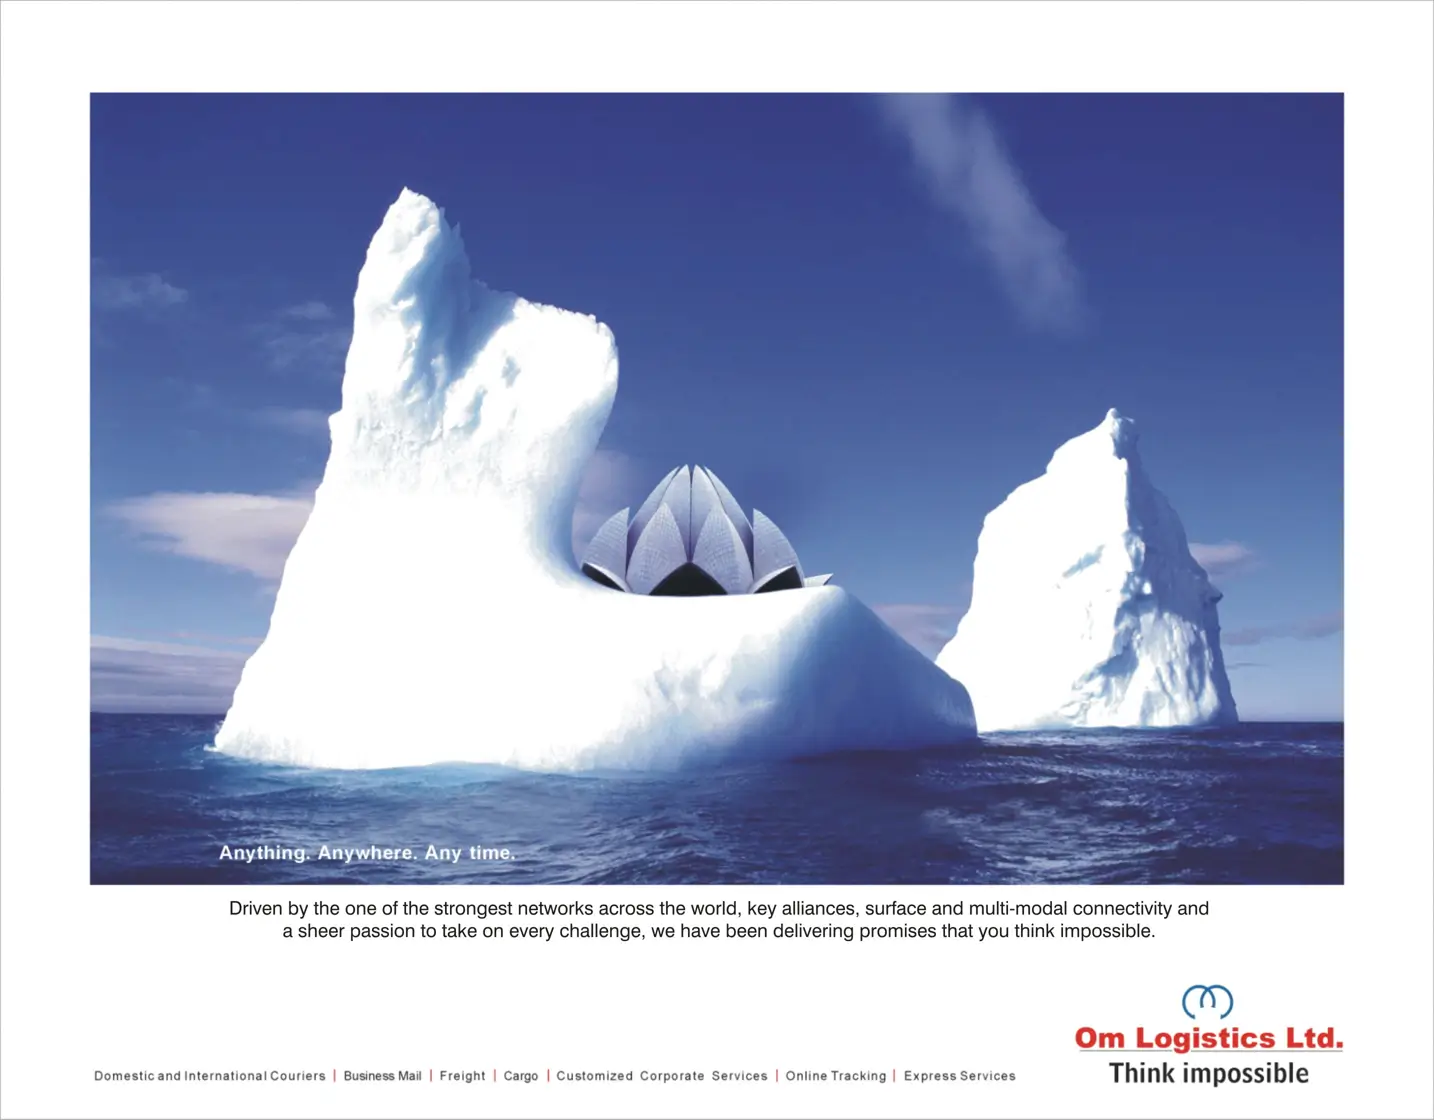 Anything. Anywhere. Any time.
Driven by the one of the strongest networks across the world, key alliances, surface and multi-modal connectivity and
a sheer passion to take on every challenge, we have been delivering promises that you think impossible.
Om Logistics Ltd.
Think impossible
Domestic and International Couriers | Business Mail | Freight | Cargo | Customized Corporate Services | Online Tracking | Express Services